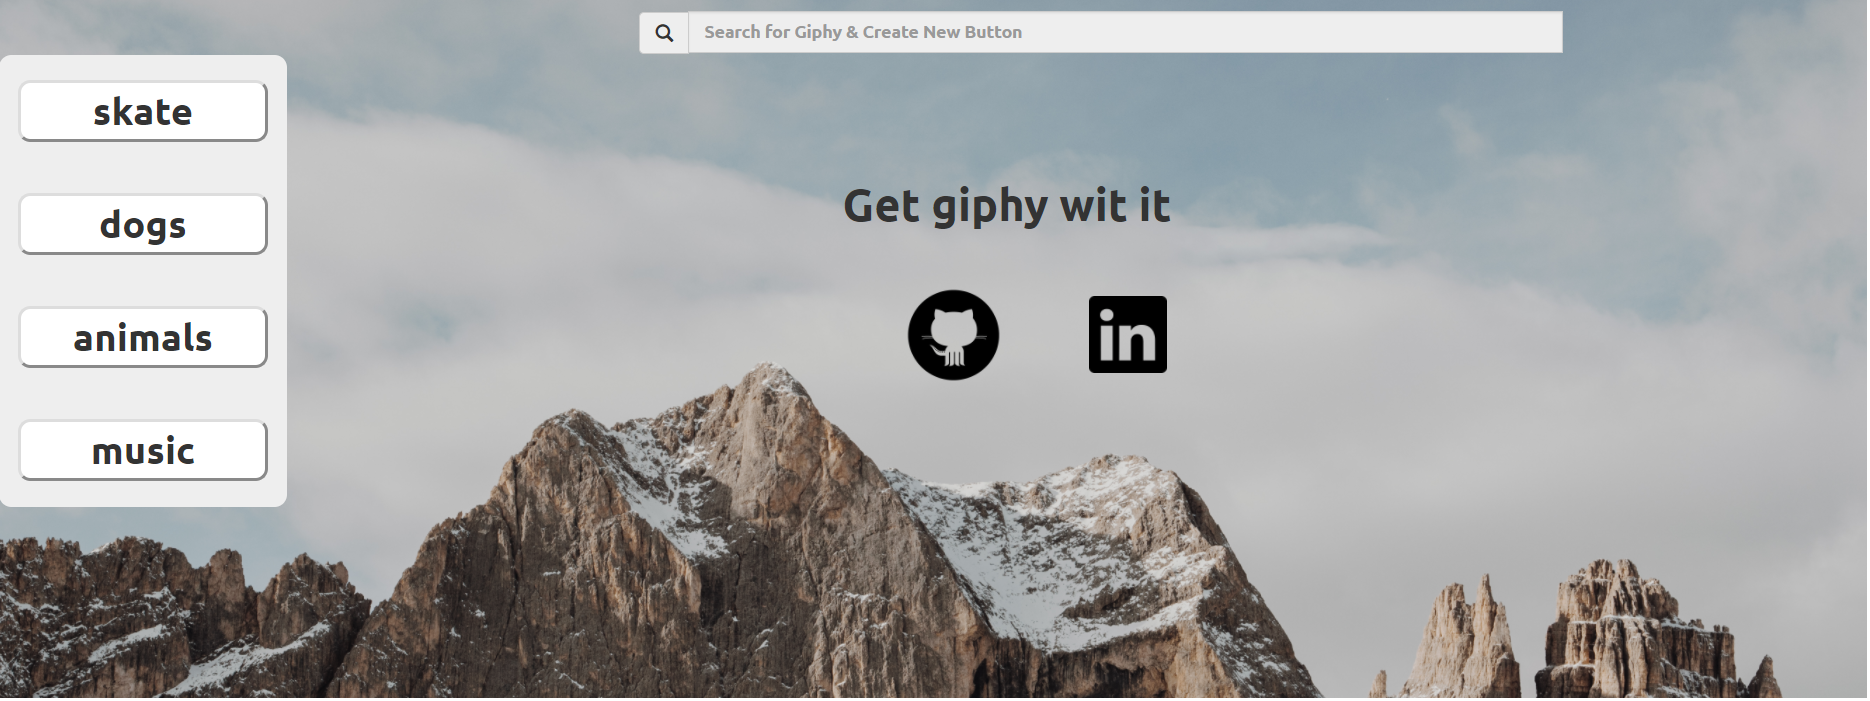 Search for Giphy & Create New Button
skate
dogs
animals
music
Get giphy wit it
in